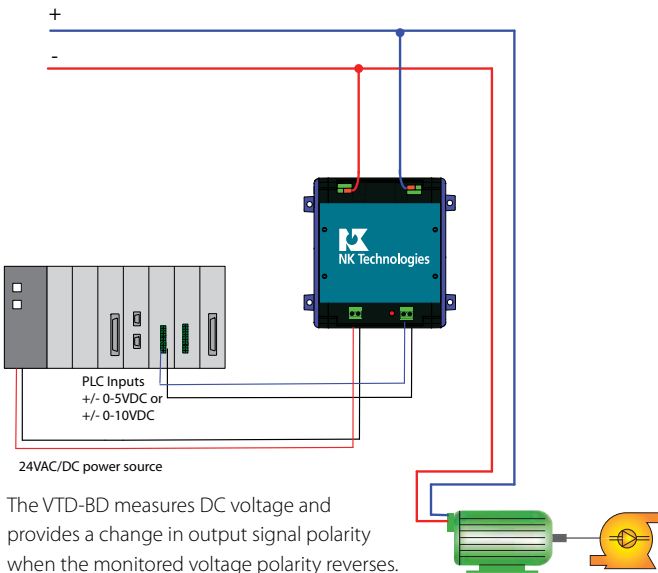 +
-
NK Technologies
PLC Inputs
+/- 0-5VDC or
+/- 0-10VDC
24VAC/DC power source
The VTD-BD measures DC voltage and
provides a change in output signal polarity
when the monitored voltage polarity reverses.